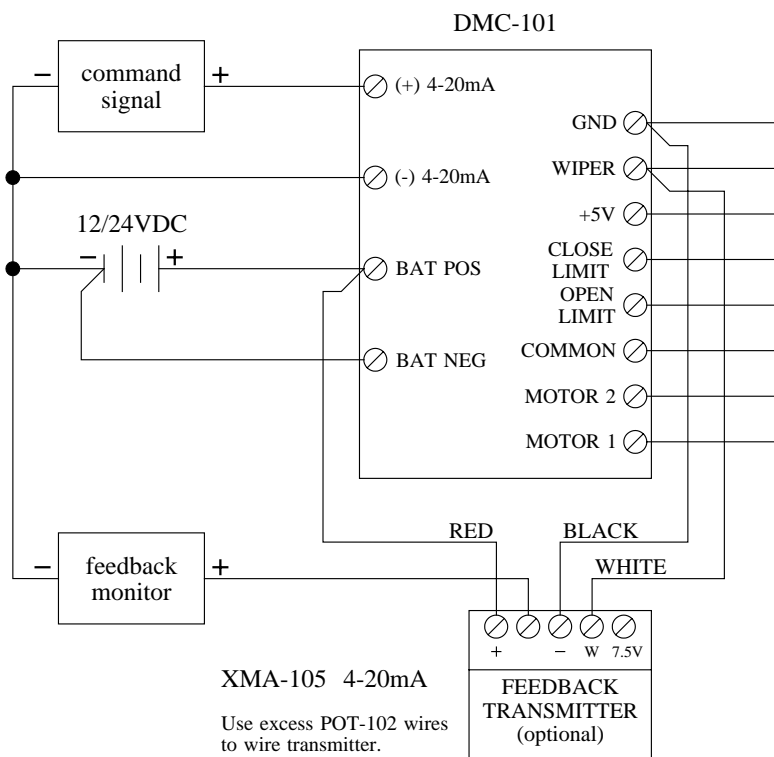 DMC-101
− command +
signal
(+) 4-20mA
GND
(-) 4-20mA
WIPER
+5V
12/24VDC
− +
BAT POS
CLOSE
LIMIT
OPEN
LIMIT
BAT NEG
COMMON
MOTOR 2
MOTOR 1
RED
BLACK
− feedback +
monitor
WHITE
+ − W 7.5V
XMA-105 4-20mA
FEEDBACK
TRANSMITTER
(optional)
Use excess POT-102 wires
to wire transmitter.